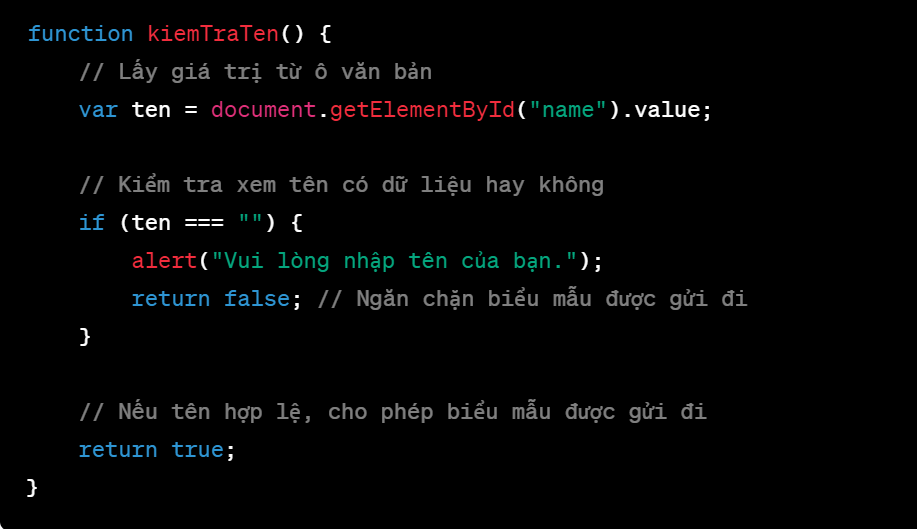 function kiemTraTen() {
    // Lấy giá trị từ ô văn bản
    var ten = document.getElementById("name").value;

    // Kiểm tra xem tên có dữ liệu hay không
    if (ten === "") {
        alert("Vui lòng nhập tên của bạn.");
        return false; // Ngăn chặn biểu mẫu được gửi đi
    }

    // Nếu tên hợp lệ, cho phép biểu mẫu được gửi đi
    return true;
}